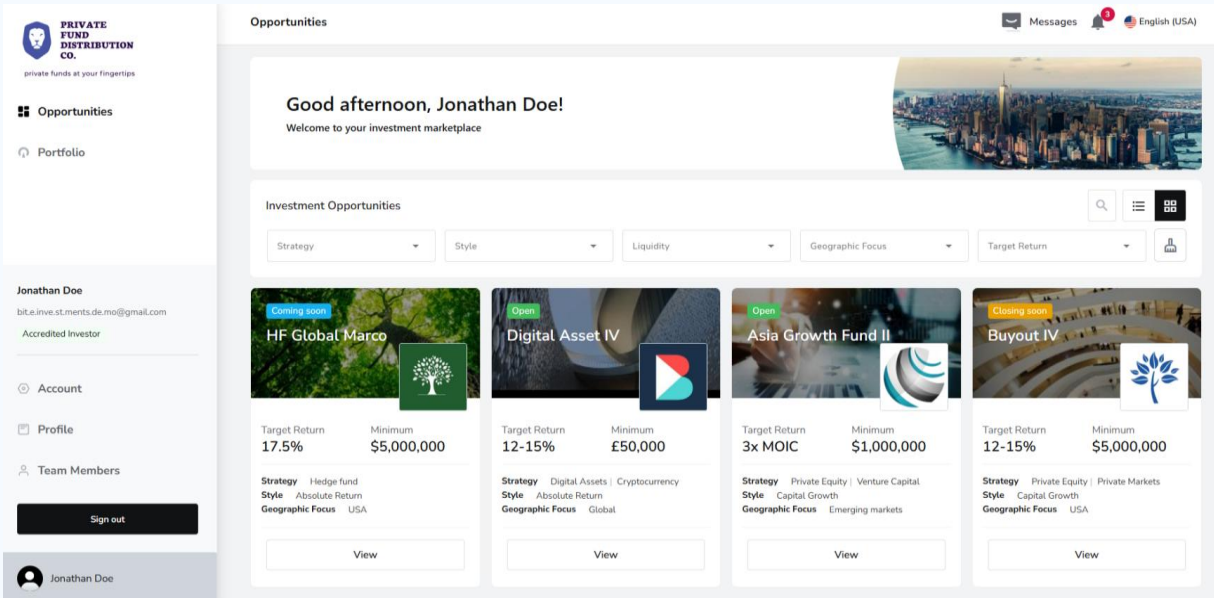 PRIVATE
FUND
DISTRIBUTION
CO.
private funds at your fingertips
Opportunities
Portfolio
Jonathan Doe
bit.e.inve.st.ments.de.mo@gmail.com
Accredited Investor
Account
Profile
Team Members
Sign out
Jonathan Doe
Opportunities
Messages
3
English (USA)
Good afternoon, Jonathan Doe!
Welcome to your investment marketplace
Investment Opportunities
Strategy
Style
Liquidity
Geographic Focus
Target Return
Coming soon
HF Global Marco
Target Return Minimum
17.5% $5,000,000
Strategy Hedge fund
Style Absolute Return
Geographic Focus USA
View
Open
Digital Asset IV
Target Return Minimum
12-15% £50,000
Strategy Digital Assets | Cryptocurrency
Style Absolute Return
Geographic Focus Global
View
Open
Asia Growth Fund II
Target Return Minimum
3x MOIC $1,000,000
Strategy Private Equity | Venture Capital
Style Capital Growth
Geographic Focus Emerging markets
View
Closing soon
Buyout IV
Target Return Minimum
12-15% $5,000,000
Strategy Private Equity | Private Markets
Style Capital Growth
Geographic Focus USA
View